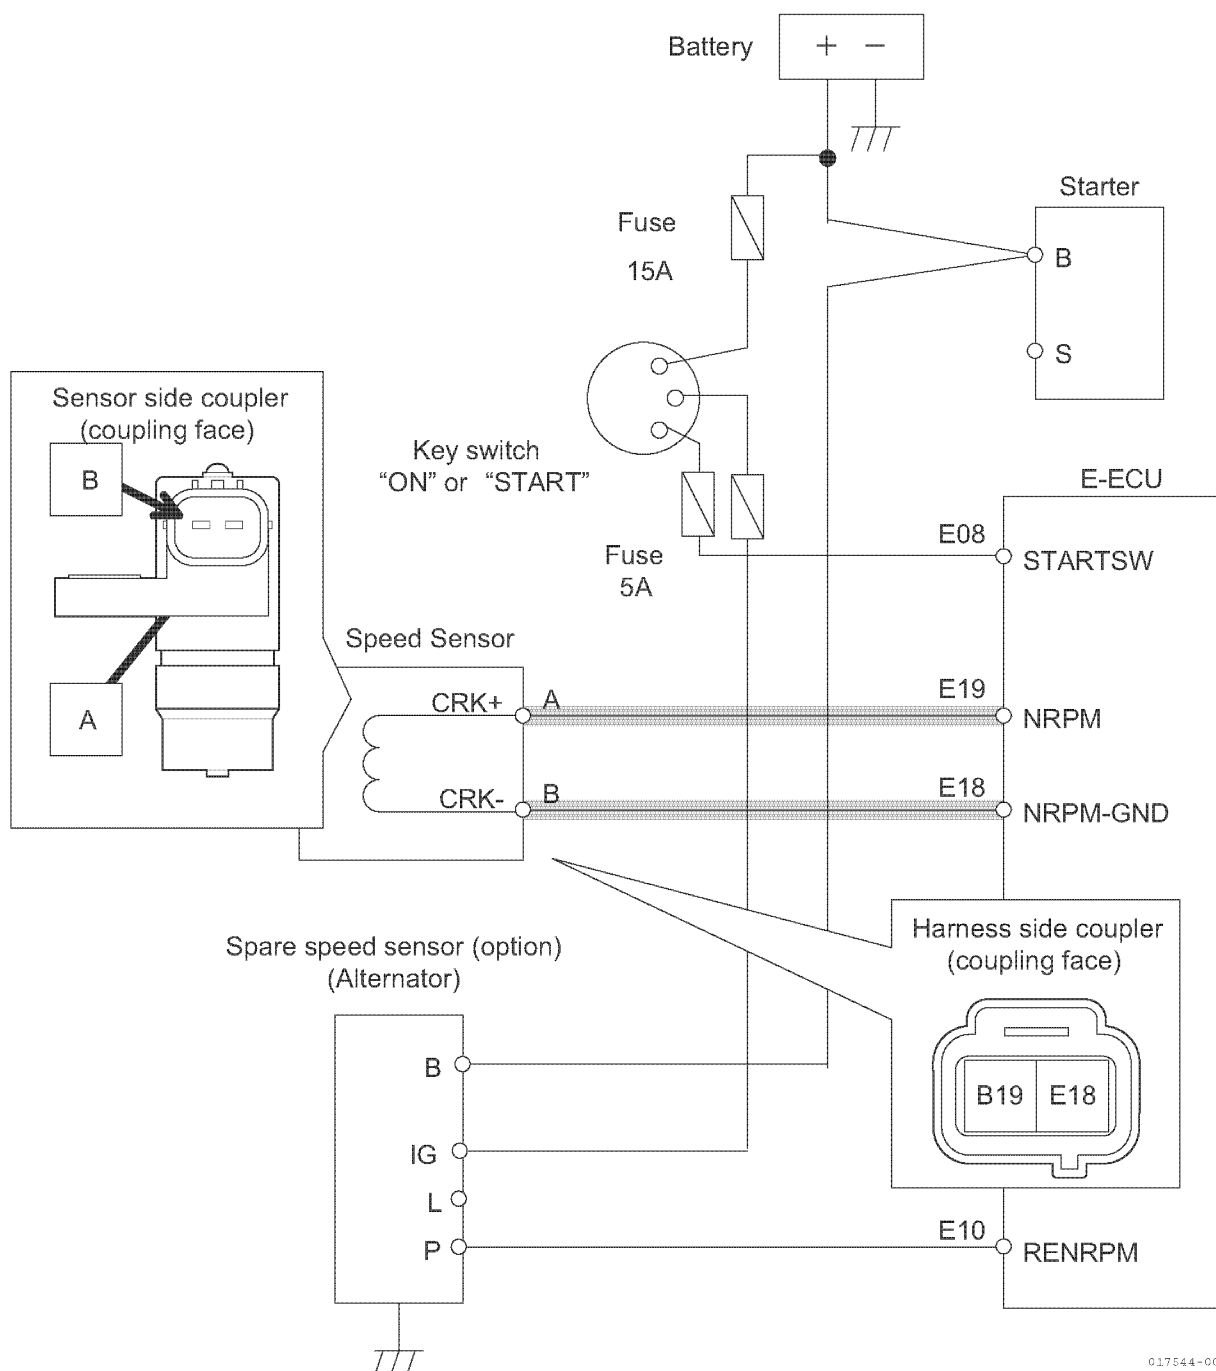 Battery
+ −
Starter
Fuse
15A
B
S
Sensor side coupler
(coupling face)
B
A
Key switch
“ON” or “START”
Fuse
5A
E-ECU
E08
STARTSW
Speed Sensor
CRK+
A
E19
NRPM
CRK-
B
E18
NRPM-GND
Harness side coupler
(coupling face)
B19
E18
Spare speed sensor (option)
(Alternator)
B
IG
L
P
E10
RENRPM